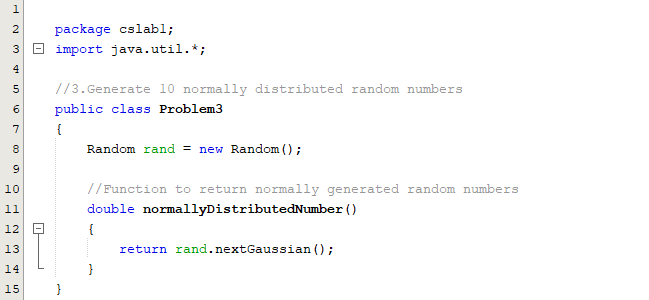 1
2 package cslab1;
3 import java.util.*;
4
5 //3.Generate 10 normally distributed random numbers
6 public class Problem3
7 {
8 Random rand = new Random();
9
10 //Function to return normally generated random numbers
11 double normallyDistributedNumber()
12 {
13 return rand.nextGaussian();
14 }
15 }